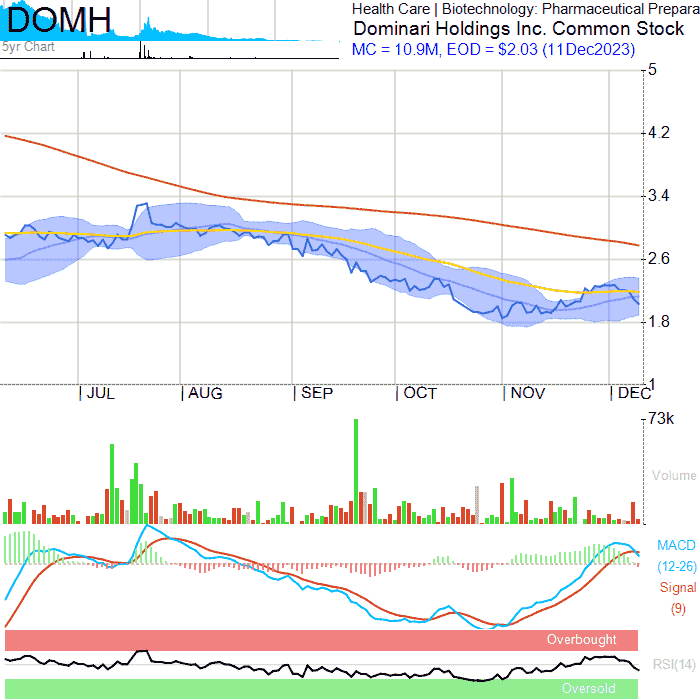 DOMH
5yr Chart
Health Care | Biotechnology: Pharmaceutical Prepara
Dominari Holdings Inc. Common Stock
MC = 10.9M, EOD = $2.03 (11Dec2023)
5
4.2
3.4
2.6
1.8
1
JUL AUG SEP OCT NOV DEC
73k
Volume
MACD
(12-26)
Signal
(9)
Overbought
RSI(14)
Oversold